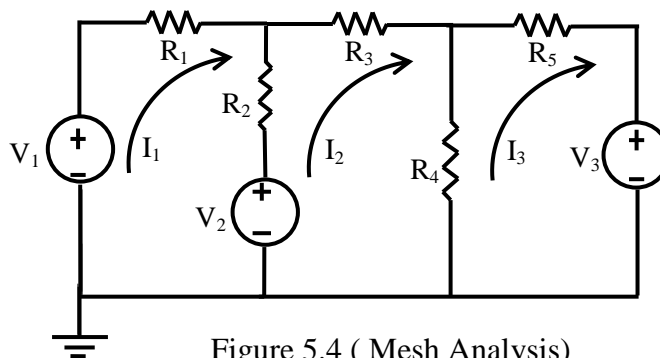 R1
R3
R5
R2
V1
I1
I2
R4
I3
V3
V2
Figure 5.4 ( Mesh Analysis)